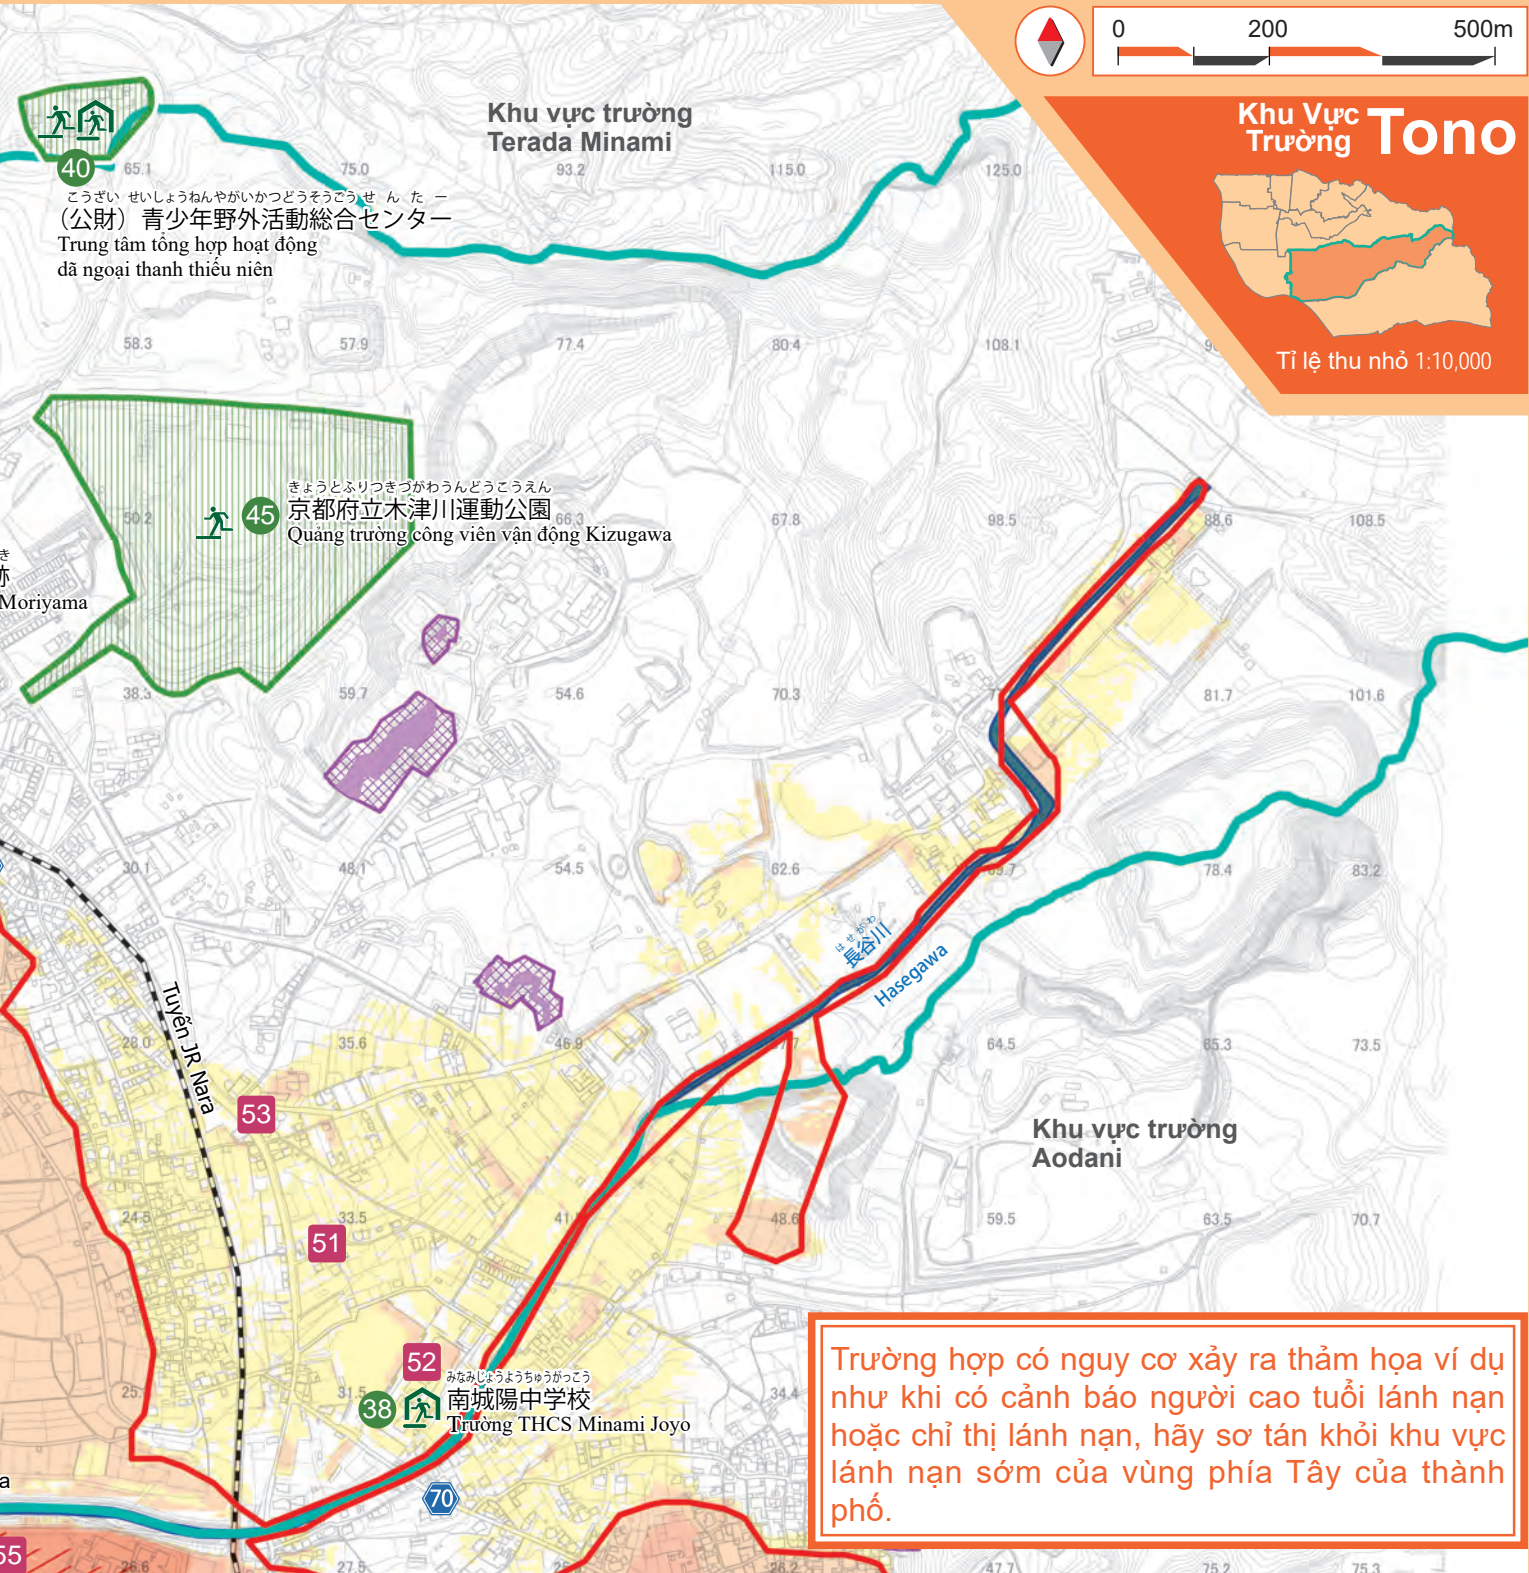 0 200 500m
Khu Vực
Trường
Tono
Tỉ lệ thu nhỏ 1:10,000
Khu vực trường
Terada Minami
40
65.1 75.0 93.2 115.0 125.0
こうざい せいしょうねんやがいかつどうそうごうせんたー
（公財）青少年野外活動総合センター
Trung tâm tổng hợp hoạt động
dã ngoại thanh thiếu niên
58.3 57.9 77.4 80.4 108.1
きょうとふりつきづがわうんどうこうえん
45
京都府立木津川運動公園
Quảng trường công viên vận động Kizugawa
50.2 66.3 67.8 98.5 88.6 108.5
き
跡
Moriyama
38.3 59.7 54.6 70.3 81.7 101.6
30.1 48.1 54.5 62.6 78.4 83.2
はせがわ
長谷川
Hasegawa
Tuyến JR Nara
28.0 35.6 46.9 64.5 65.3 73.5
53
Khu vực trường
Aodani
24.5 33.5 48.6 59.5 63.5 70.7
51
52
みなみじょうようちゅうがっこう
38
南城陽中学校
Trường THCS Minami Joyo
31.5 34.4
70
a
55
26.6 27.5 26.2 47.7 75.2 75.3
Trường hợp có nguy cơ xảy ra thảm họa ví dụ
như khi có cảnh báo người cao tuổi lánh nạn
hoặc chỉ thị lánh nạn, hãy sơ tán khỏi khu vực
lánh nạn sớm của vùng phía Tây của thành
phố.